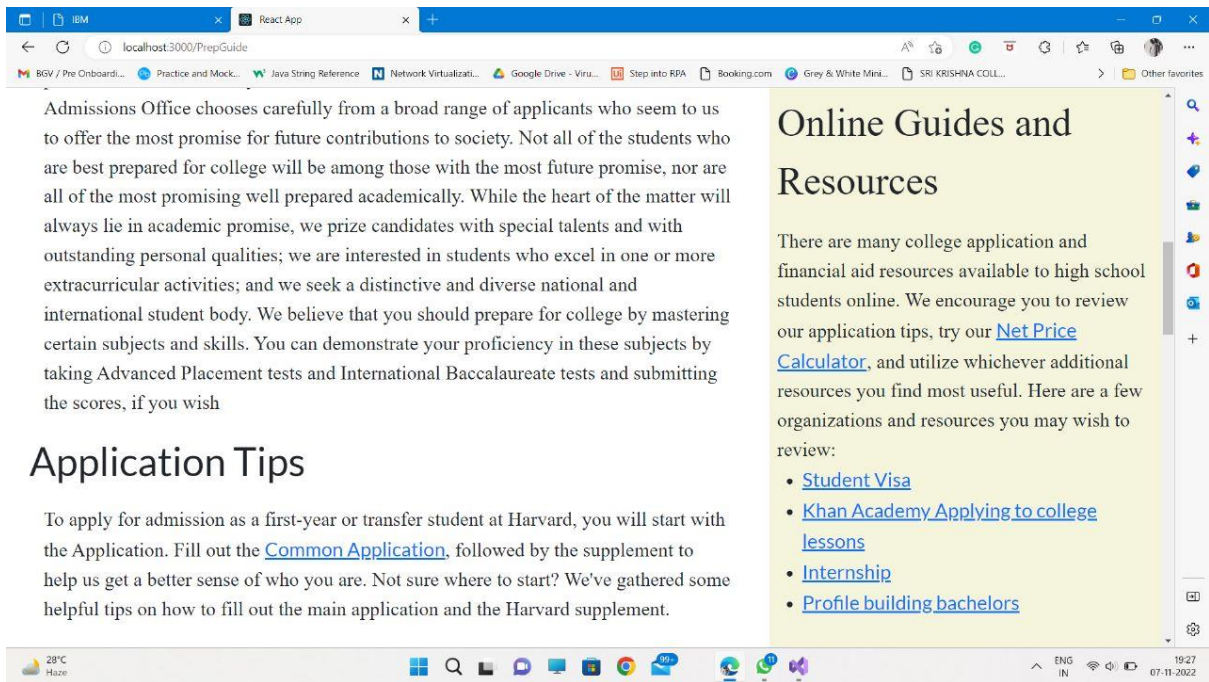 IBM
React App
localhost:3000/PrepGuide
BGV / Pre Onboardi...
Practice and Mock...
Java String Reference
Network Virtualizati...
Google Drive - Viru...
Step into RPA
Booking.com
Grey & White Mini...
SRI KRISHNA COLL...
Other favorites
Admissions Office chooses carefully from a broad range of applicants who seem to us
to offer the most promise for future contributions to society. Not all of the students who
are best prepared for college will be among those with the most future promise, nor are
all of the most promising well prepared academically. While the heart of the matter will
always lie in academic promise, we prize candidates with special talents and with
outstanding personal qualities; we are interested in students who excel in one or more
extracurricular activities; and we seek a distinctive and diverse national and
international student body. We believe that you should prepare for college by mastering
certain subjects and skills. You can demonstrate your proficiency in these subjects by
taking Advanced Placement tests and International Baccalaureate tests and submitting
the scores, if you wish
Application Tips
To apply for admission as a first-year or transfer student at Harvard, you will start with
the Application. Fill out the Common Application, followed by the supplement to
help us get a better sense of who you are. Not sure where to start? We've gathered some
helpful tips on how to fill out the main application and the Harvard supplement.
Online Guides and
Resources
There are many college application and
financial aid resources available to high school
students online. We encourage you to review
our application tips, try our Net Price
Calculator, and utilize whichever additional
resources you find most useful. Here are a few
organizations and resources you may wish to
review:
• Student Visa
• Khan Academy Applying to college
lessons
• Internship
• Profile building bachelors
28°C
Haze
99+
11
ENG
IN
19:27
07-11-2022